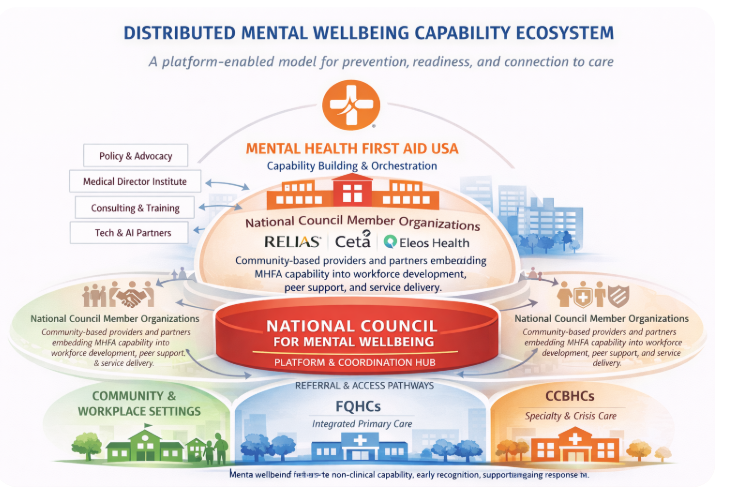 DISTRIBUTED MENTAL WELLBEING CAPABILITY ECOSYSTEM
A platform-enabled model for prevention, readiness, and connection to care
MENTAL HEALTH FIRST AID USA
Capability Building & Orchestration
Policy & Advocacy
Medical Director Institute
Consulting & Training
Tech & AI Partners
National Council Member Organizations
RELIAS
Ceta
Eleos Health
Community-based providers and partners embedding
MHFA capability into workforce development,
peer support, and service delivery.
National Council Member Organizations
Community-based providers and partners
embedding MHFA capability into
workforce development, peer support,
& service delivery.
NATIONAL COUNCIL
FOR MENTAL WELLBEING
PLATFORM & COORDINATION HUB
National Council Member Organizations
Community-based providers and partners
embedding MHFA capability into workforce
development, peer support, and service
delivery.
REFERRAL & ACCESS PATHWAYS
COMMUNITY &
WORKPLACE SETTINGS
FQHCs
Integrated Primary Care
CCBHCs
Specialty & Crisis Care
Menta wellbeind non-clinical capability, early recognition, response